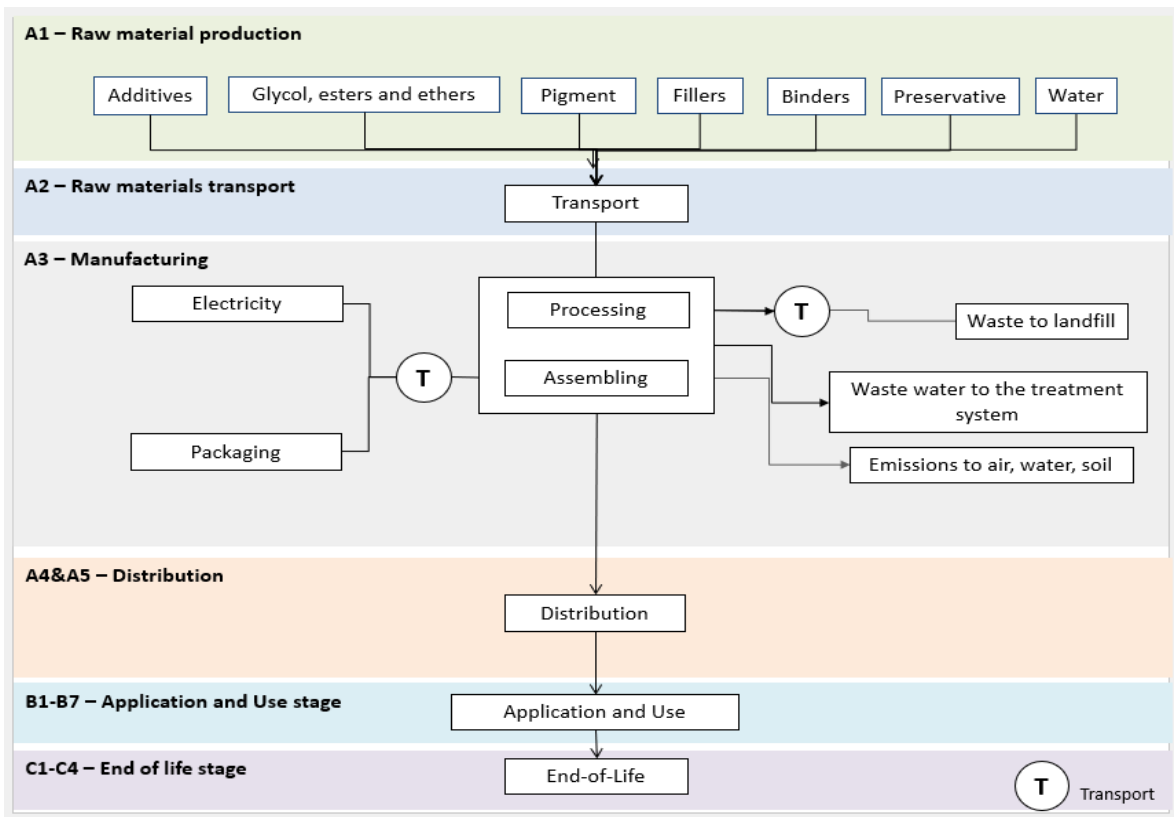 A1 – Raw material production
Additives
Glycol, esters and ethers
Pigment
Fillers
Binders
Preservative
Water
A2 – Raw materials transport
Transport
A3 – Manufacturing
Electricity
Processing
T
Waste to landfill
T
Assembling
Waste water to the treatment
system
Packaging
Emissions to air, water, soil
A4&A5 – Distribution
Distribution
B1-B7 – Application and Use stage
Application and Use
C1-C4 – End of life stage
End-of-Life
T
Transport